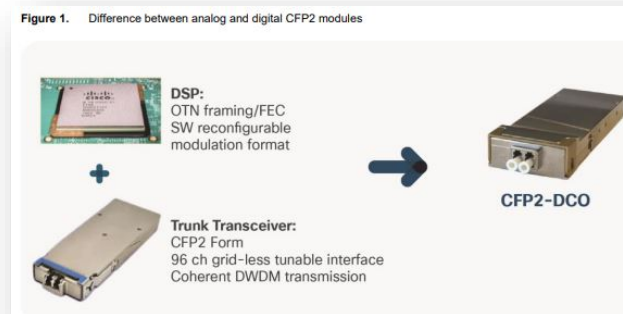 Figure 1. Difference between analog and digital CFP2 modules
DSP:
OTN framing/FEC
SW reconfigurable
modulation format
CISCO
Trunk Transceiver:
CFP2 Form
96 ch grid-less tunable interface
Coherent DWDM transmission
CFP2-DCO